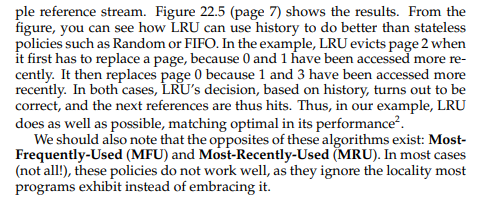 ple reference stream. Figure 22.5 (page 7) shows the results. From the
figure, you can see how LRU can use history to do better than stateless
policies such as Random or FIFO. In the example, LRU evicts page 2 when
it first has to replace a page, because 0 and 1 have been accessed more re-
cently. It then replaces page 0 because 1 and 3 have been accessed more
recently. In both cases, LRU's decision, based on history, turns out to be
correct, and the next references are thus hits. Thus, in our example, LRU
does as well as possible, matching optimal in its performance².
We should also note that the opposites of these algorithms exist: Most-
Frequently-Used (MFU) and Most-Recently-Used (MRU). In most cases
(not all!), these policies do not work well, as they ignore the locality most
programs exhibit instead of embracing it.